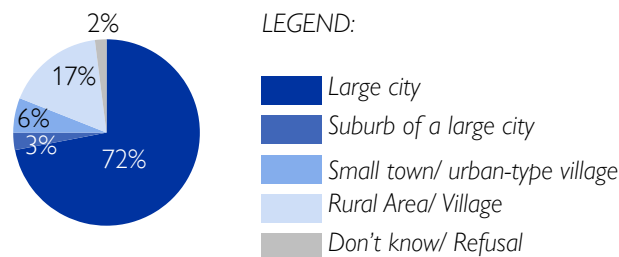 2%
17%
6%
3%
72%
LEGEND:
Large city
Suburb of a large city
Small town/ urban-type village
Rural Area/ Village
Don't know/ Refusal